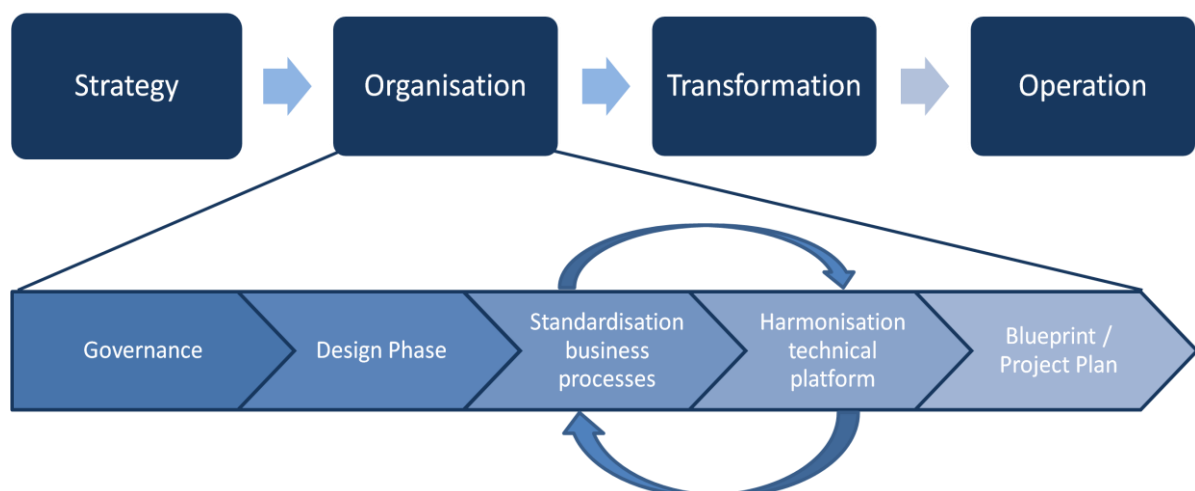 Strategy
Organisation
Transformation
Operation
Governance
Design Phase
Standardisation
business
processes
Harmonisation
technical
platform
Blueprint /
Project Plan